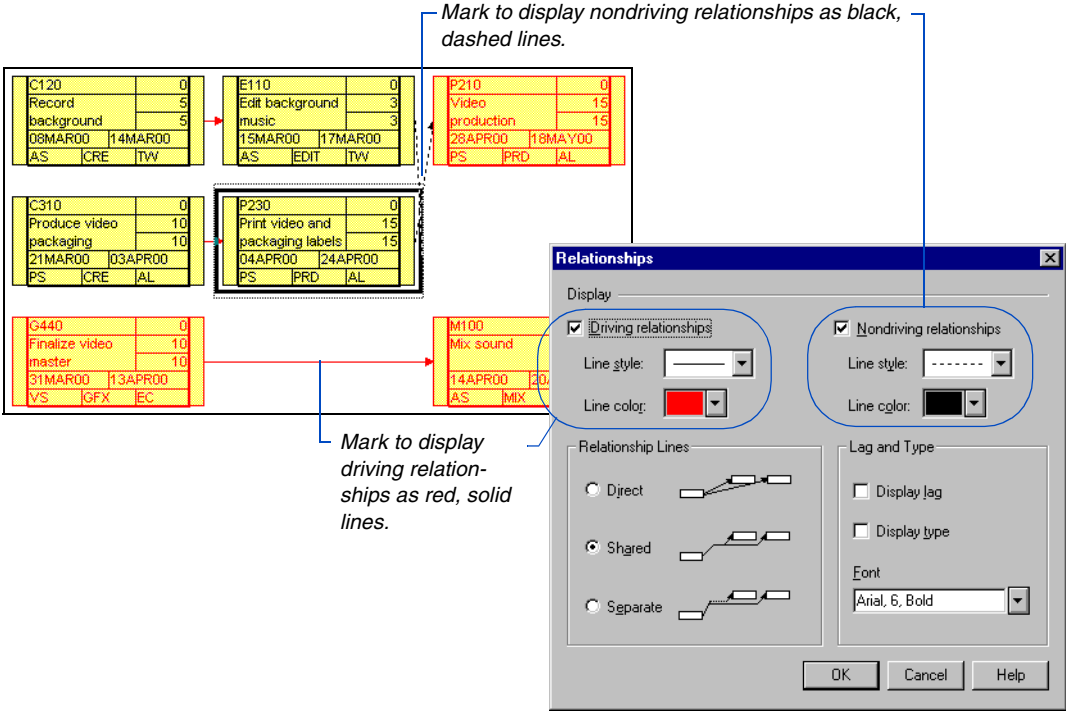 Mark to display nondriving relationships as black,
dashed lines.
C120 0
Record 5
background 5
08MAR00 14MAR00
AS CRE TW
E110 0
Edit background 3
music 3
15MAR00 17MAR00
AS EDIT TW
P210 0
Video 15
production 15
28APR00 18MAY00
PS PRD AL
C310 0
Produce video 10
packaging 10
21MAR00 03APR00
PS CRE AL
P230 0
Print video and 15
packaging labels 15
04APR00 24APR00
PS PRD AL
G440 0
Finalize video 10
master 10
31MAR00 13APR00
VS GFX EC
M100
Mix sound
14APR00
AS MIX
Mark to display
driving relation-
ships as red, solid
lines.
Relationships
Display
Driving relationships
Line style:
Line color:
Nondriving relationships
Line style:
Line color:
Relationship Lines
Direct
Shared
Separate
Lag and Type
Display lag
Display type
Font
Arial, 6, Bold
OK Cancel Help